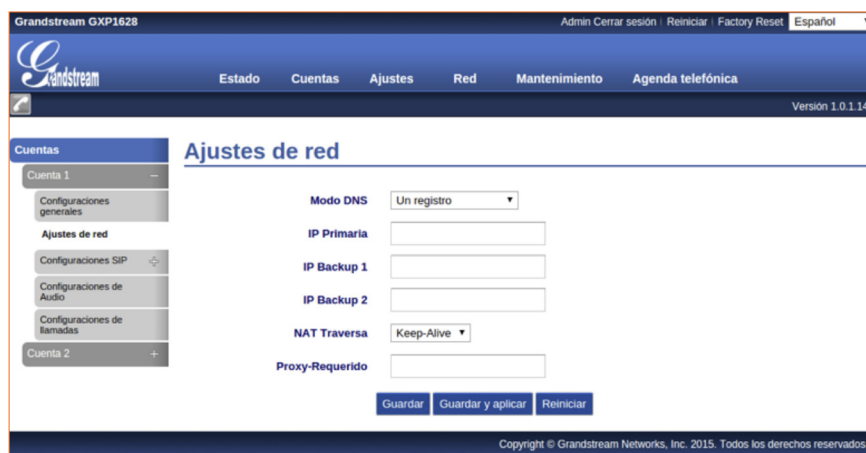 Grandstream GXP1628
Admin Cerrar sesión | Reiniciar | Factory Reset Español
Grandstream
Estado Cuentas Ajustes Red Mantenimiento Agenda telefónica
Versión 1.0.1.14
Cuentas
Cuenta 1 −
Configuraciones
generales
Ajustes de red
Configuraciones SIP
Configuraciones de
Audio
Configuraciones de
llamadas
Cuenta 2 +
Ajustes de red
Modo DNS Un registro
IP Primaria
IP Backup 1
IP Backup 2
NAT Traversa Keep-Alive
Proxy-Requerido
Guardar Guardar y aplicar Reiniciar
Copyright © Grandstream Networks, Inc. 2015. Todos los derechos reservados